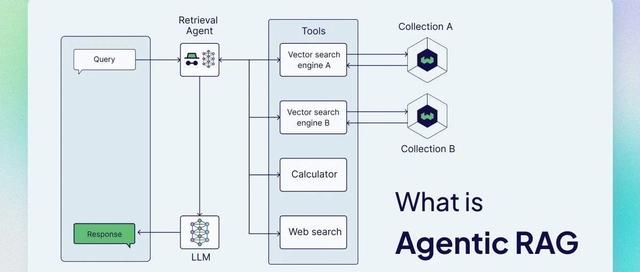 Retrieval
Agent
Query
Tools
Vector search
engine A
Collection A
Vector search
engine B
Collection B
Calculator
Web search
Response
LLM
What is
Agentic RAG